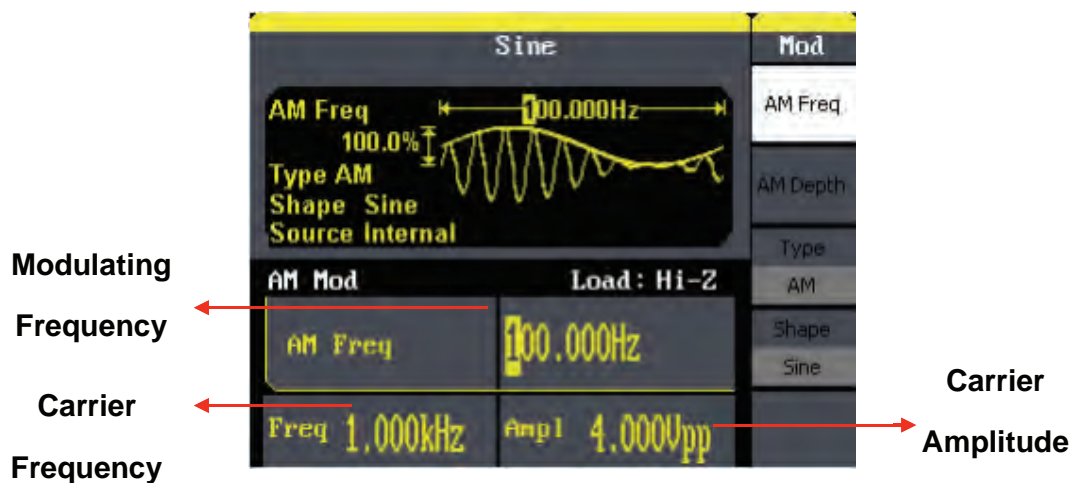 Sine
Mod
AM Freq
100.000Hz
100.0%
Type AM
Shape Sine
Source Internal
AM Freq
AM Depth
Type
AM
Shape
Sine
AM Mod
Load: Hi-Z
AM Freq
100.000Hz
Freq 1.000kHz
Ampl 4.000Vpp
Modulating
Frequency
Carrier
Frequency
Carrier
Amplitude